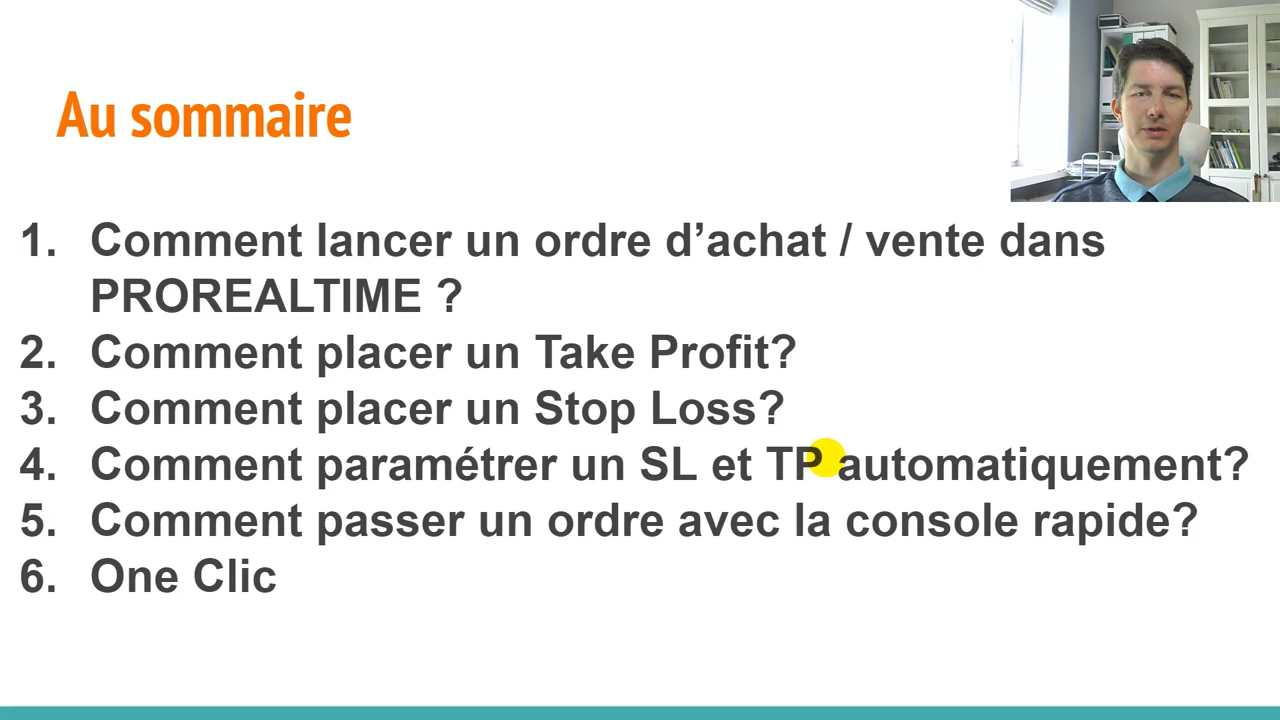 Au sommaire
1. Comment lancer un ordre d’achat / vente dans
PROREALTIME ?
2. Comment placer un Take Profit?
3. Comment placer un Stop Loss?
4. Comment paramétrer un SL et TP automatiquement?
5. Comment passer un ordre avec la console rapide?
6. One Clic